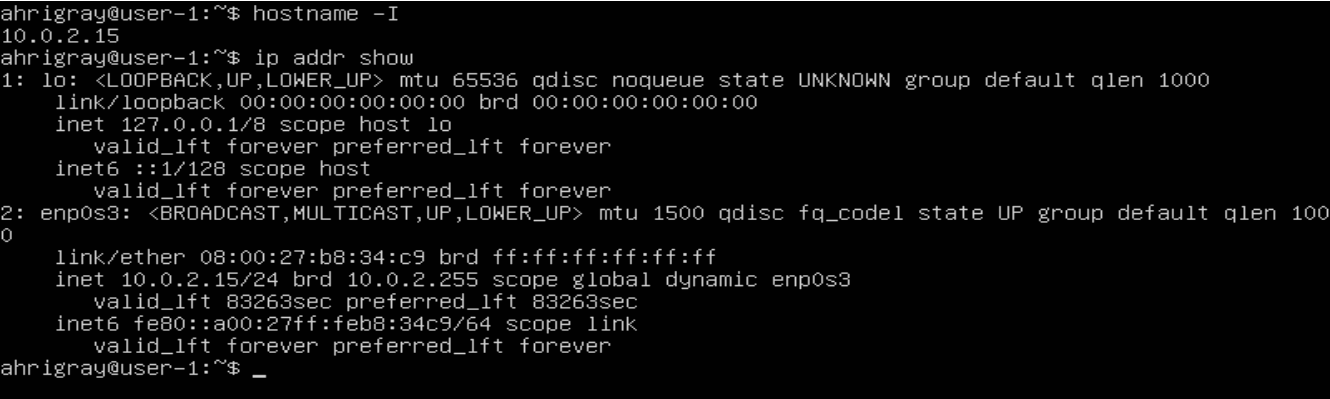 ahrigray@user-1:~$ hostname -I
10.0.2.15
ahrigray@user-1:~$ ip addr show
1: lo: <LOOPBACK,UP,LOWER_UP> mtu 65536 qdisc noqueue state UNKNOWN group default qlen 1000
    link/loopback 00:00:00:00:00:00 brd 00:00:00:00:00:00
    inet 127.0.0.1/8 scope host lo
       valid_lft forever preferred_lft forever
    inet6 ::1/128 scope host
       valid_lft forever preferred_lft forever
2: enp0s3: <BROADCAST,MULTICAST,UP,LOWER_UP> mtu 1500 qdisc fq_codel state UP group default qlen 100
0
    link/ether 08:00:27:b8:34:c9 brd ff:ff:ff:ff:ff:ff
    inet 10.0.2.15/24 brd 10.0.2.255 scope global dynamic enp0s3
       valid_lft 83263sec preferred_lft 83263sec
    inet6 fe80::a00:27ff:feb8:34c9/64 scope link
       valid_lft forever preferred_lft forever
ahrigray@user-1:~$ _